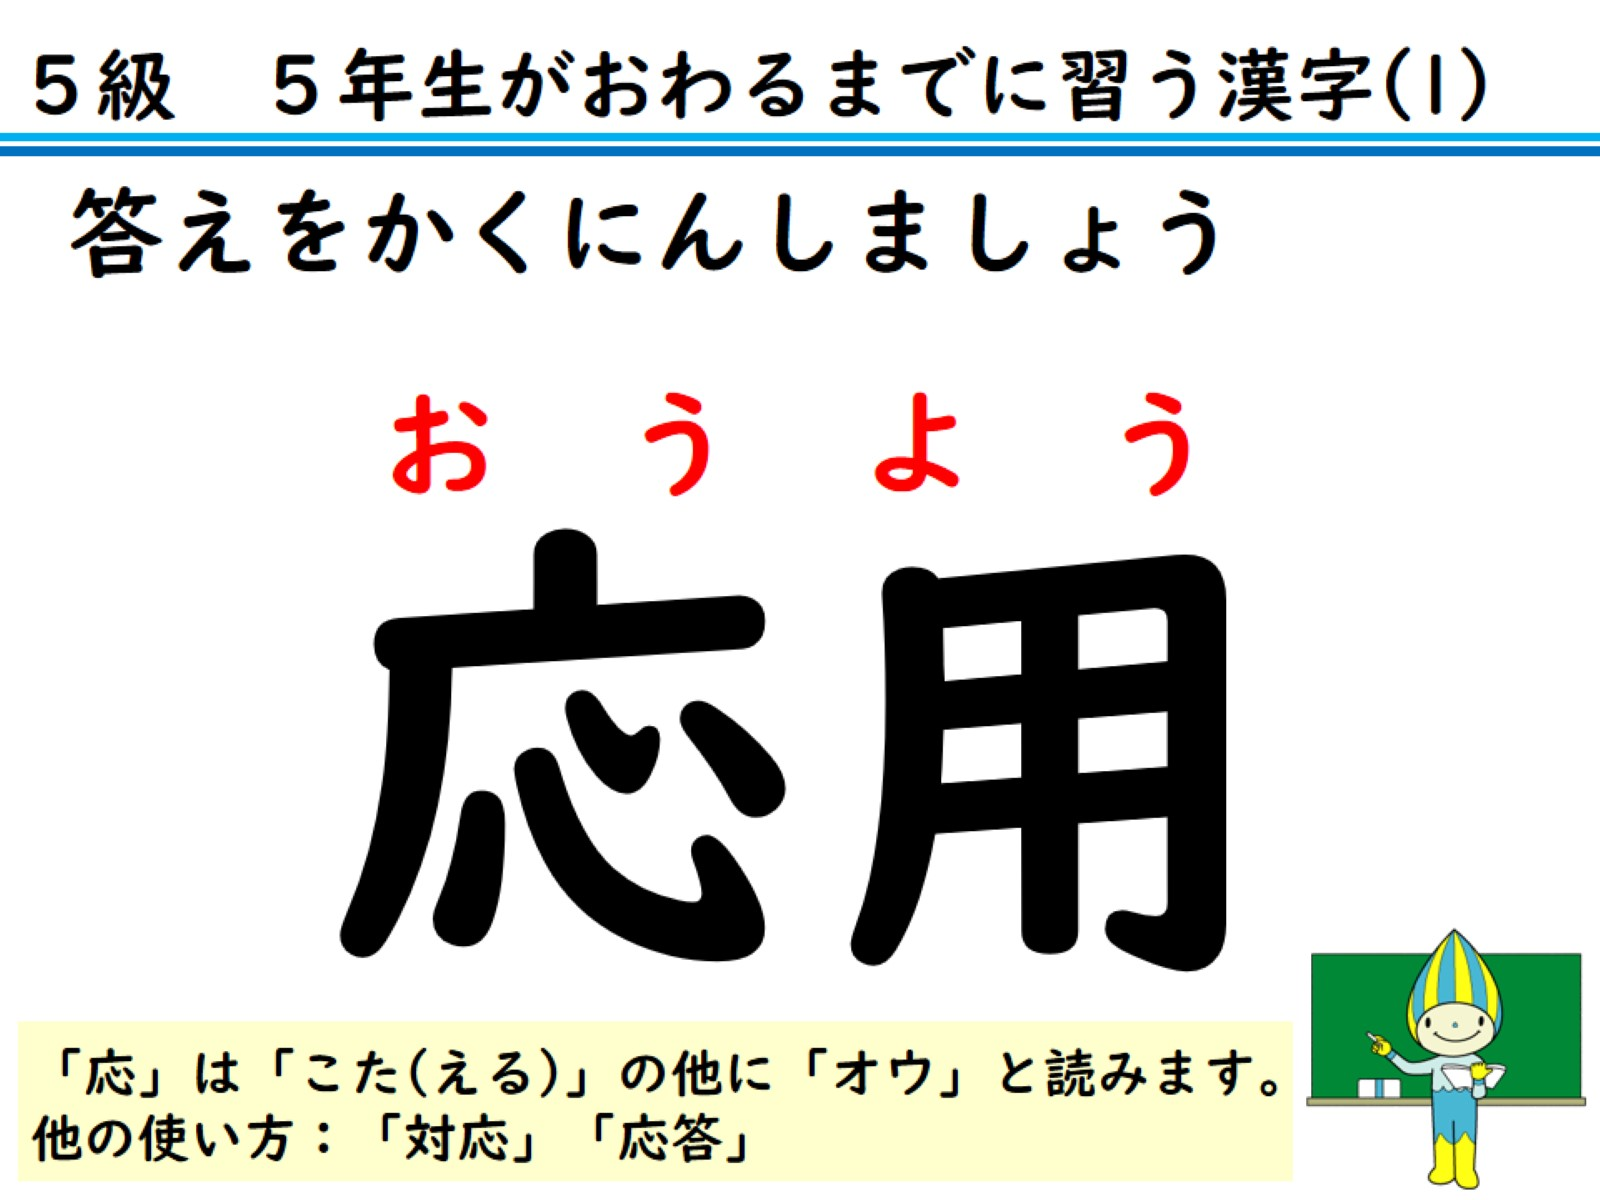 ５級　５年生がおわるまでに習う漢字(1)
答えをかくにんしましょう
おうよう
応用
「応」は「こた(える)」の他に「オウ」と読みます。
他の使い方：「対応」「応答」